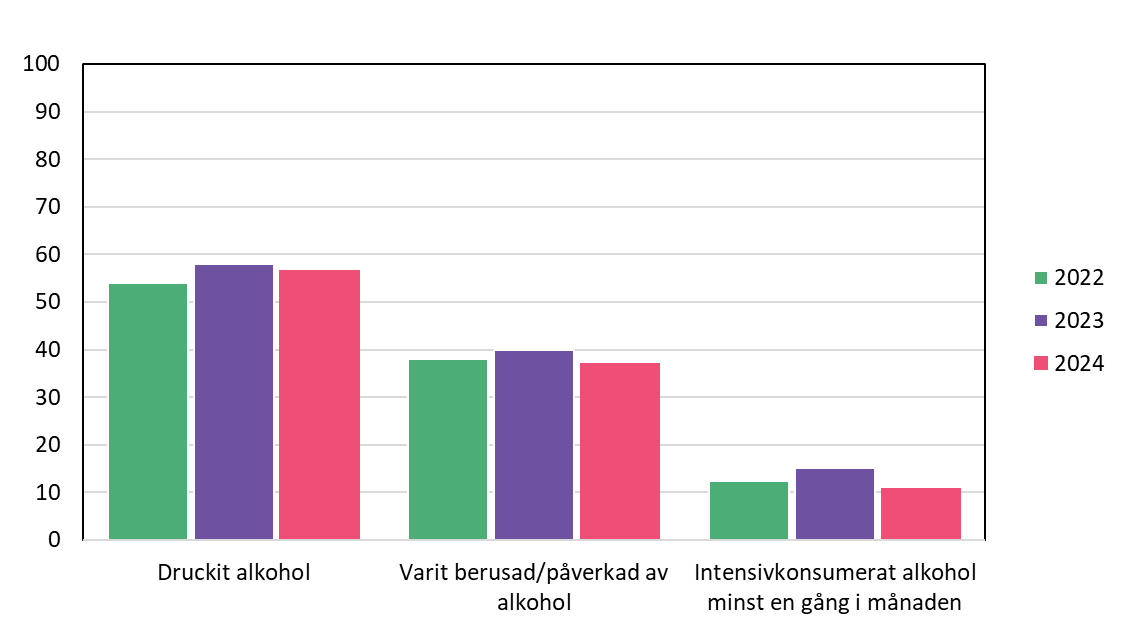 100
90
80
70
60
50
40
30
20
10
0
Druckit alkohol
Varit berusad/påverkad av
alkohol
Intensivkonsumerat alkohol
minst en gång i månaden
2022
2023
2024